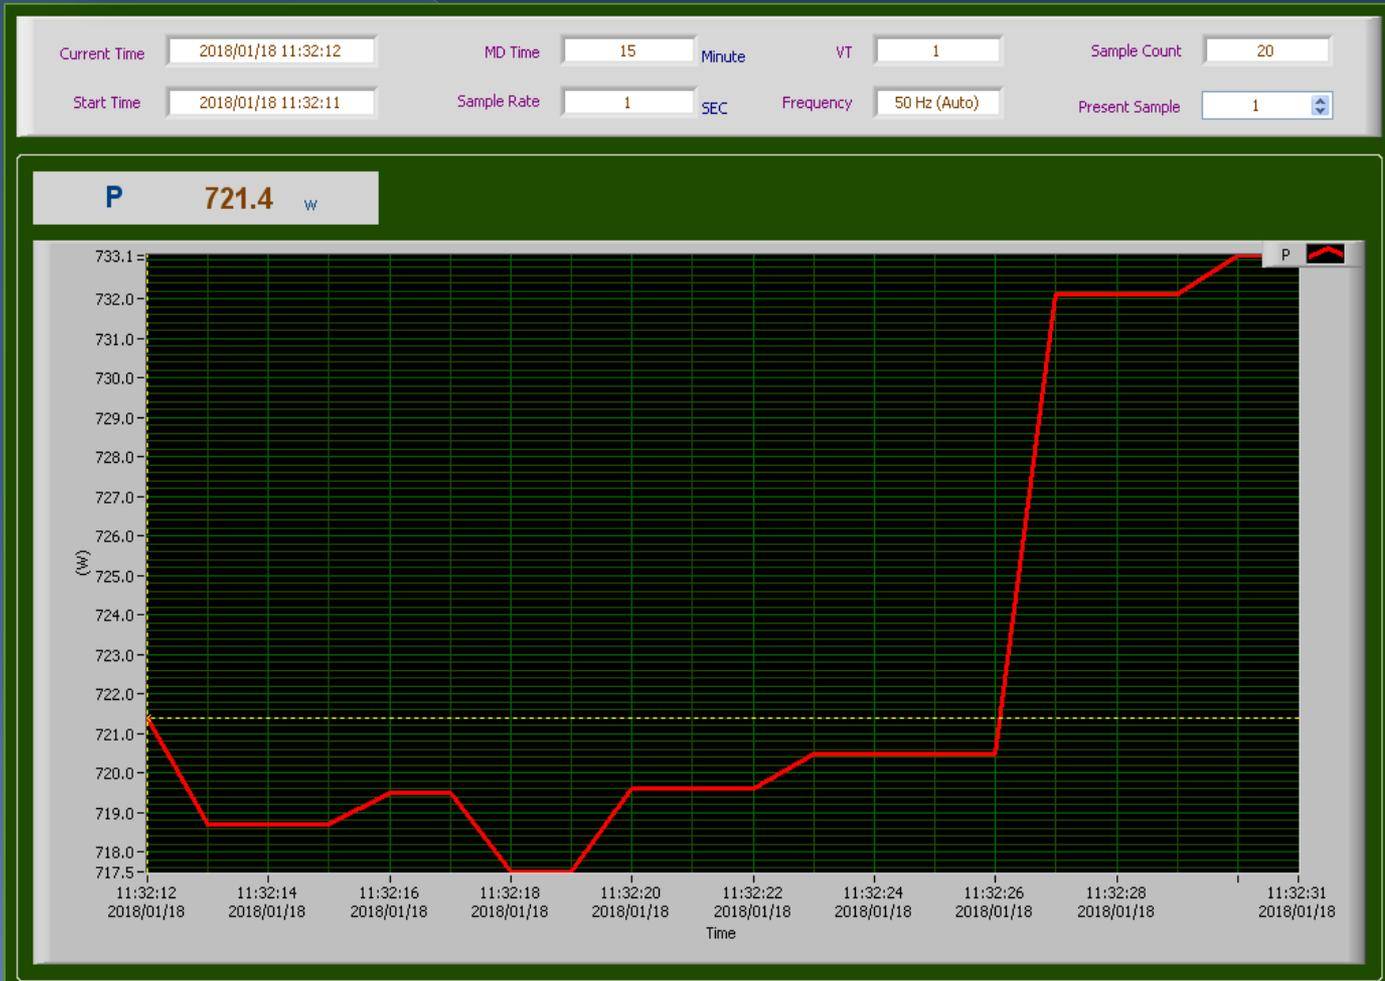 Current Time 2018/01/18 11:32:12 MD Time 15 Minute VT 1 Sample Count 20
Start Time 2018/01/18 11:32:11 Sample Rate 1 SEC Frequency 50 Hz (Auto) Present Sample 1
P 721.4 W
P
733.1
732.0
731.0
730.0
729.0
728.0
727.0
726.0
725.0
724.0
723.0
722.0
721.0
720.0
719.0
718.0
717.5
(W)
11:32:12 11:32:14 11:32:16 11:32:18 11:32:20 11:32:22 11:32:24 11:32:26 11:32:28 11:32:31
2018/01/18 2018/01/18 2018/01/18 2018/01/18 2018/01/18 2018/01/18 2018/01/18 2018/01/18 2018/01/18 2018/01/18
Time